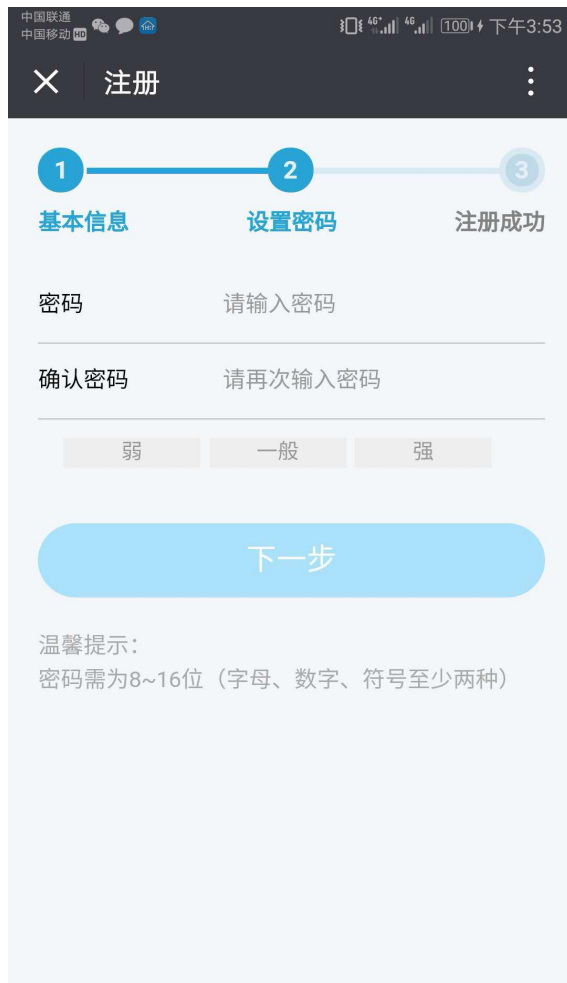 中国联通
中国移动 HD
4G+ 4G 100 下午3:53
注册
1 2 3
基本信息 设置密码 注册成功
密码 请输入密码
确认密码 请再次输入密码
弱 一般 强
下一步
温馨提示：
密码需为8~16位（字母、数字、符号至少两种）